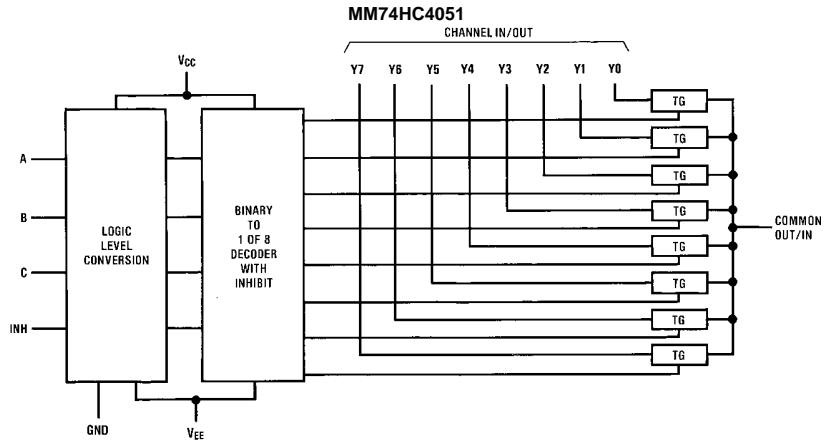 MM74HC4051
CHANNEL IN/OUT
VCC
Y7 Y6 Y5 Y4 Y3 Y2 Y1 Y0
TG
TG
TG
TG
TG
TG
TG
TG
A
B
C
INH
LOGIC
LEVEL
CONVERSION
BINARY
TO
1 OF 8
DECODER
WITH
INHIBIT
COMMON
OUT/IN
GND
VEE